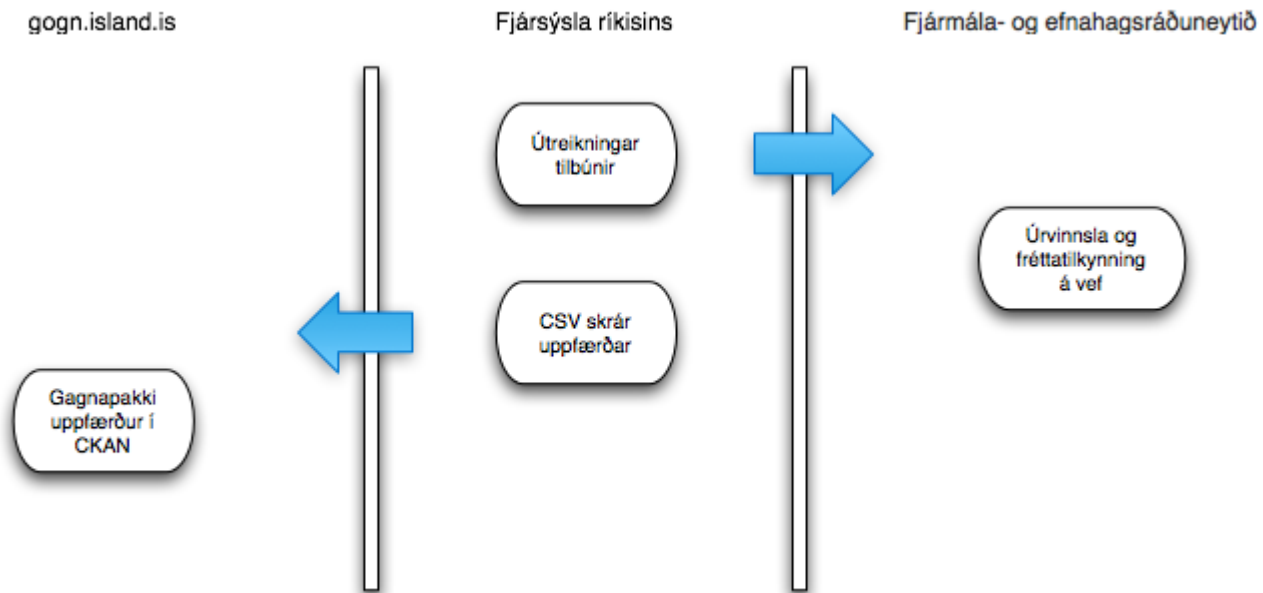 gogn.island.is
Fjársýsla ríkisins
Fjármála- og efnahagsráðuneytið
Útreikningar
tilbúnir
Úrvinnsla og
fréttatilkynning
á vef
CSV skrár
uppfærðar
Gagnapakki
uppfærður í
CKAN